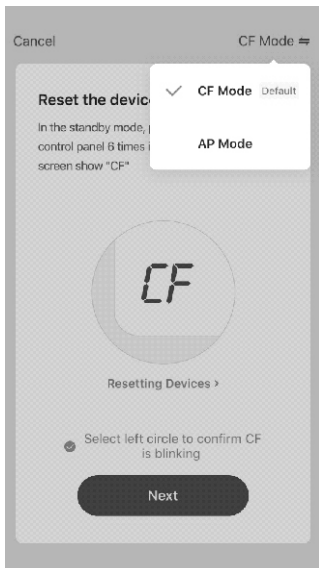 Cancel
CF Mode ⇋
CF Mode Default
AP Mode
Reset the devic
In the standby mode,
control panel 6 times i
screen show "CF"
CF
Resetting Devices >
Select left circle to confirm CF
is blinking
Next